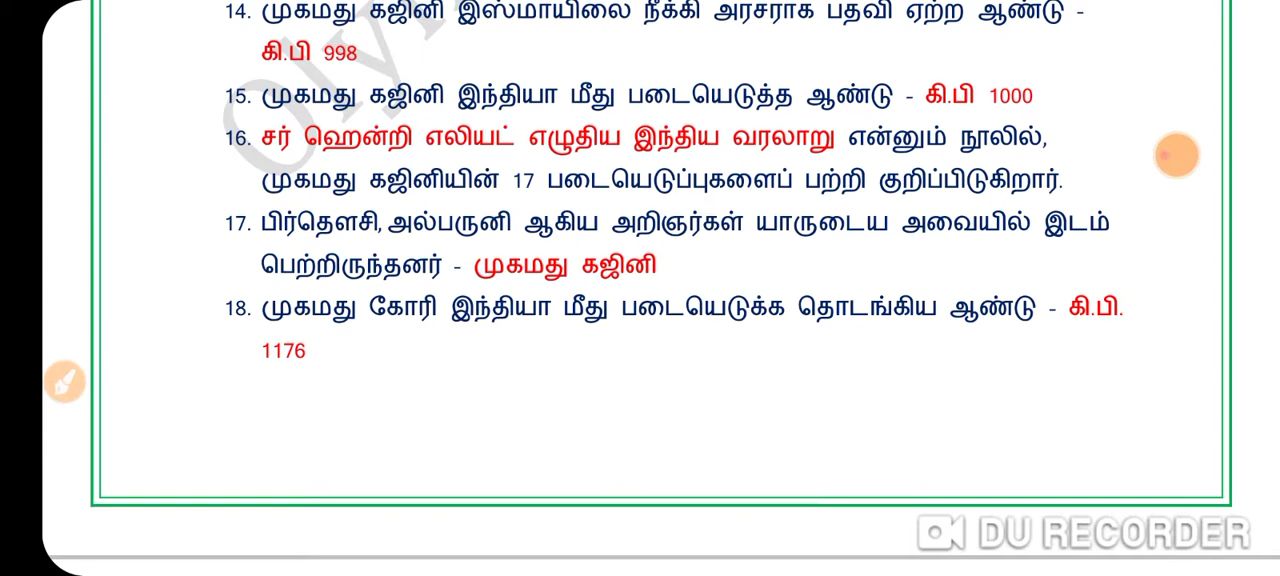 14. முகமது கஜினி இஸ்மாயிலை நீக்கி அரசராக பதவி ஏற்ற ஆண்டு -
கி.பி 998
15. முகமது கஜினி இந்தியா மீது படையெடுத்த ஆண்டு - கி.பி 1000
16. சர் ஹென்றி எலியட் எழுதிய இந்திய வரலாறு என்னும் நூலில்,
முகமது கஜினியின் 17 படையெடுப்புகளைப் பற்றி குறிப்பிடுகிறார்.
17. பிர்தௌசி, அல்பருனி ஆகிய அறிஞர்கள் யாருடைய அவையில் இடம்
பெற்றிருந்தனர் - முகமது கஜினி
18. முகமது கோரி இந்தியா மீது படையெடுக்க தொடங்கிய ஆண்டு - கி.பி.
1176
DU RECORDER